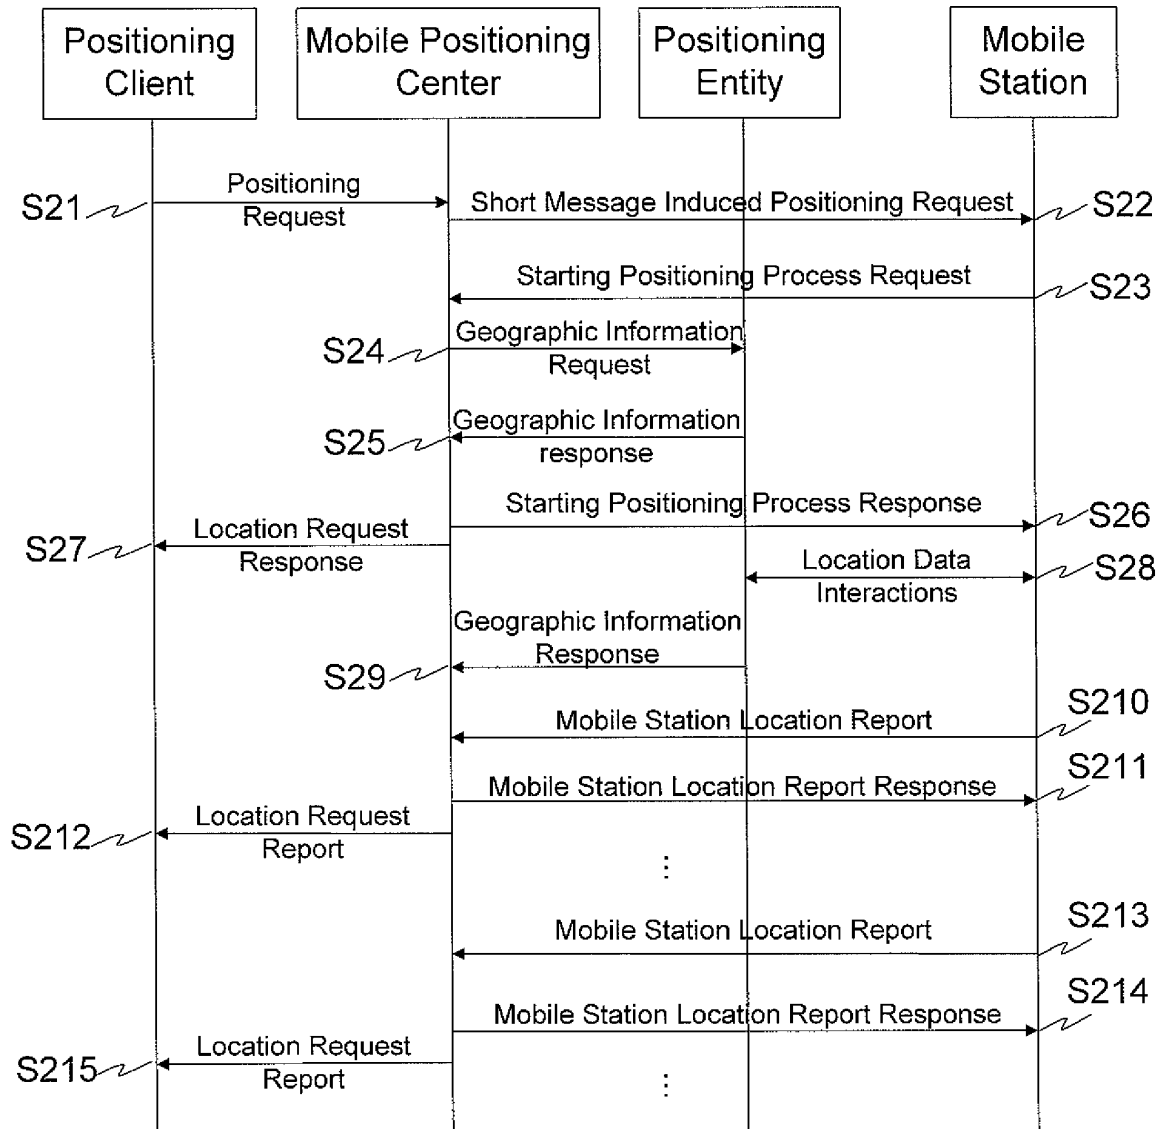 Positioning
Client
Mobile Positioning
Center
Positioning
Entity
Mobile
Station
S21
Positioning
Request
Short Message Induced Positioning Request
S22
Starting Positioning Process Request
S23
S24
Geographic Information
Request
S25
Geographic Information
response
Starting Positioning Process Response
S26
S27
Location Request
Response
Location Data
Interactions
S28
Geographic Information
Response
S29
Mobile Station Location Report
S210
Mobile Station Location Report Response
S211
S212
Location Request
Report
Mobile Station Location Report
S213
Mobile Station Location Report Response
S214
S215
Location Request
Report